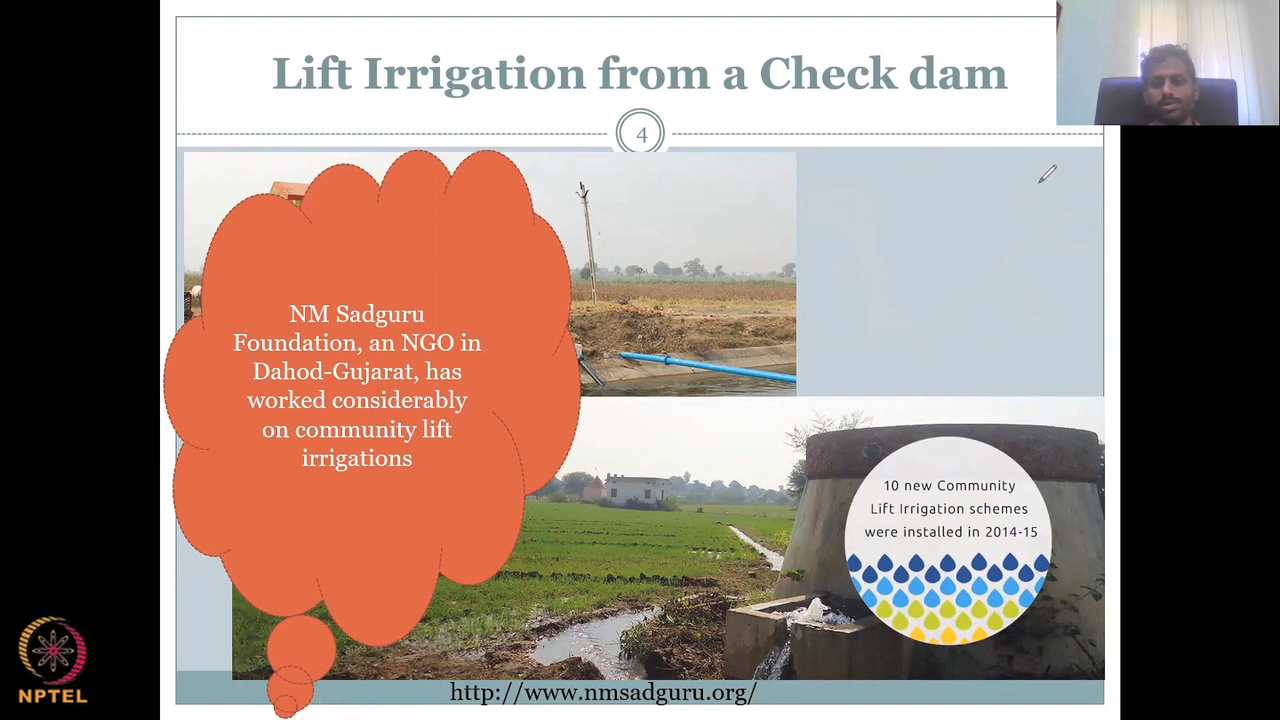 Lift Irrigation from a Check dam
4
NM Sadguru
Foundation, an NGO in
Dahod-Gujarat, has
worked considerably
on community lift
irrigations
10 new Community
Lift Irrigation schemes
were installed in 2014-15
http://www.nmsadguru.org/
NPTEL